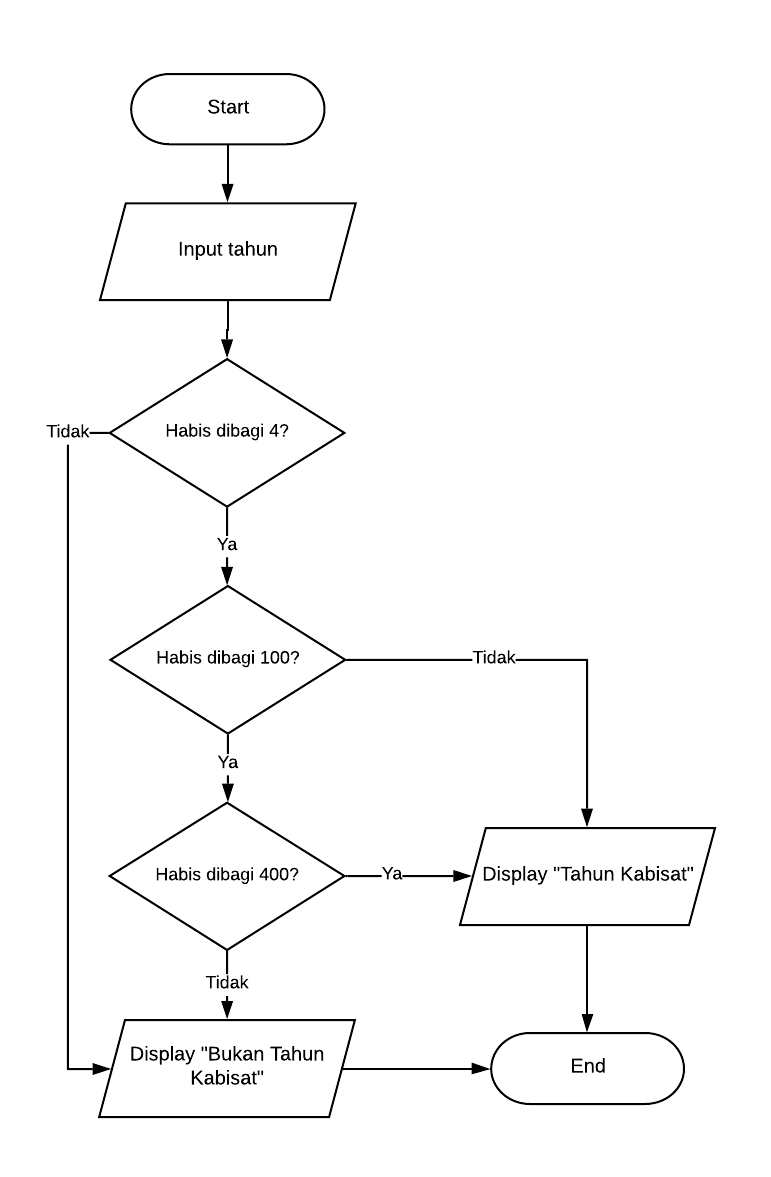 Start
Input tahun
Habis dibagi 4?
Tidak
Ya
Habis dibagi 100?
Tidak
Ya
Habis dibagi 400?
Ya
Display "Tahun Kabisat"
Tidak
Display "Bukan Tahun
Kabisat"
End